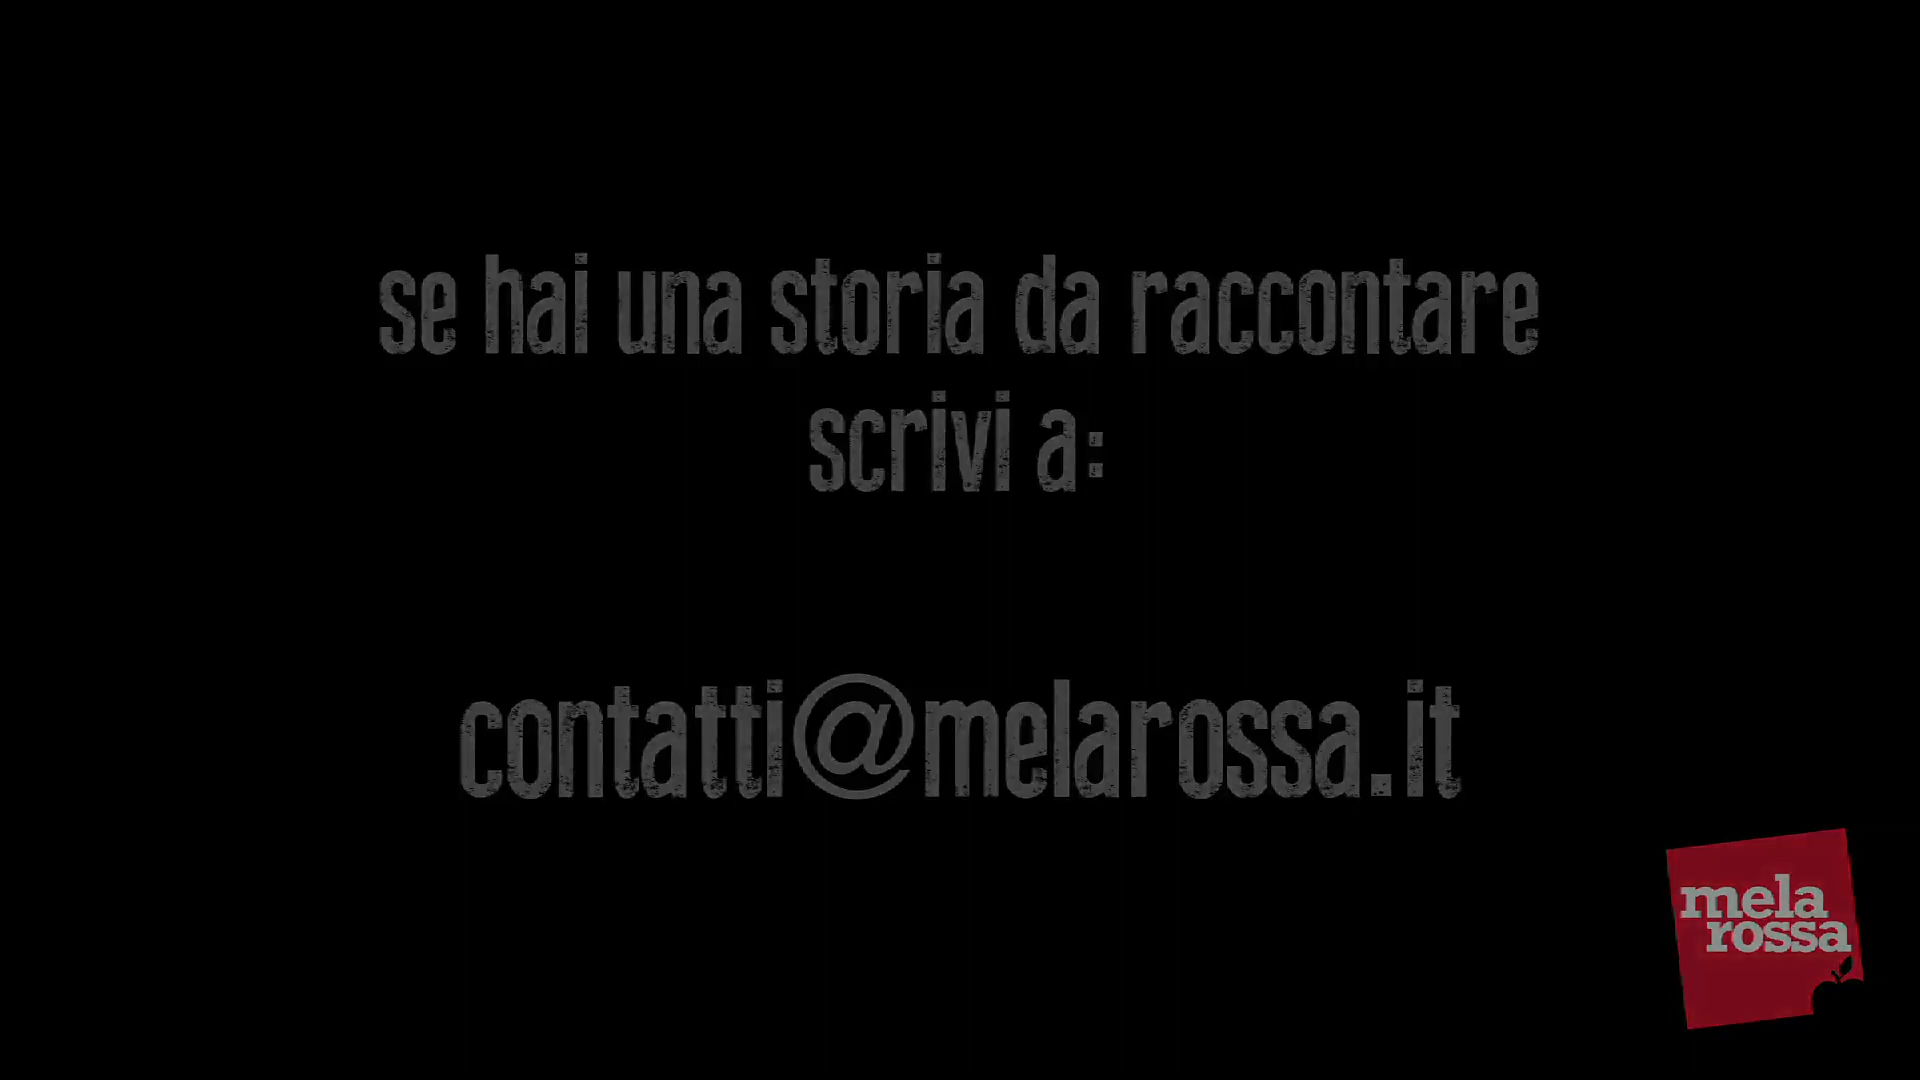 se hai una storia da raccontare
scrivi a:
contatti@melarossa.it
mela
rossa